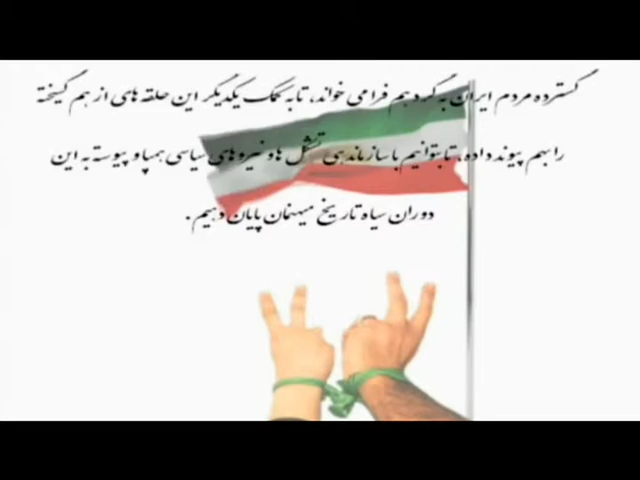 گسترده مردم ایران به گرد هم فرا می خواند، تا به کمک یکدیگر این حلقه های از هم گسیخته
را بهم پیوند داده، تا بتوانیم با سازماندهی تشکل ها و نیروهای سیاسی همپا و پیوسته به این
دوران سیاه تاریخ میهنمان پایان دهیم.